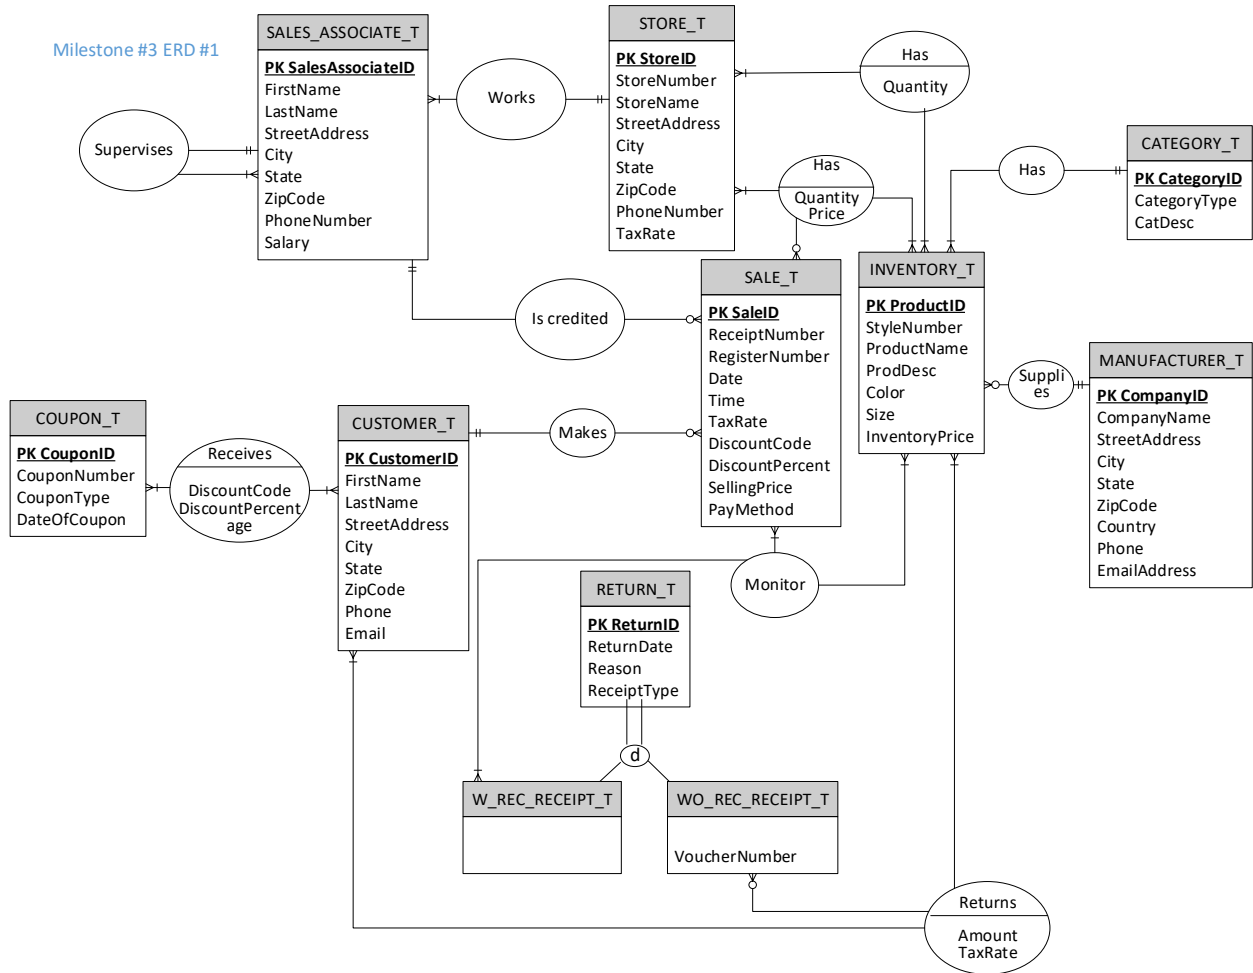 Milestone #3 ERD #1
SALES_ASSOCIATE_T
PK SalesAssociateID
FirstName
LastName
StreetAddress
City
State
ZipCode
PhoneNumber
Salary
Supervises
Works
STORE_T
PK StoreID
StoreNumber
StoreName
StreetAddress
City
State
ZipCode
PhoneNumber
TaxRate
Has
Quantity
Has
Quantity
Price
Has
CATEGORY_T
PK CategoryID
CategoryType
CatDesc
Is credited
SALE_T
PK SaleID
ReceiptNumber
RegisterNumber
Date
Time
TaxRate
DiscountCode
DiscountPercent
SellingPrice
PayMethod
INVENTORY_T
PK ProductID
StyleNumber
ProductName
ProdDesc
Color
Size
InventoryPrice
Suppli
es
MANUFACTURER_T
PK CompanyID
CompanyName
StreetAddress
City
State
ZipCode
Country
Phone
EmailAddress
COUPON_T
PK CouponID
CouponNumber
CouponType
DateOfCoupon
Receives
DiscountCode
DiscountPercent
age
CUSTOMER_T
PK CustomerID
FirstName
LastName
StreetAddress
City
State
ZipCode
Phone
Email
Makes
Monitor
RETURN_T
PK ReturnID
ReturnDate
Reason
ReceiptType
d
W_REC_RECEIPT_T
WO_REC_RECEIPT_T
VoucherNumber
Returns
Amount
TaxRate